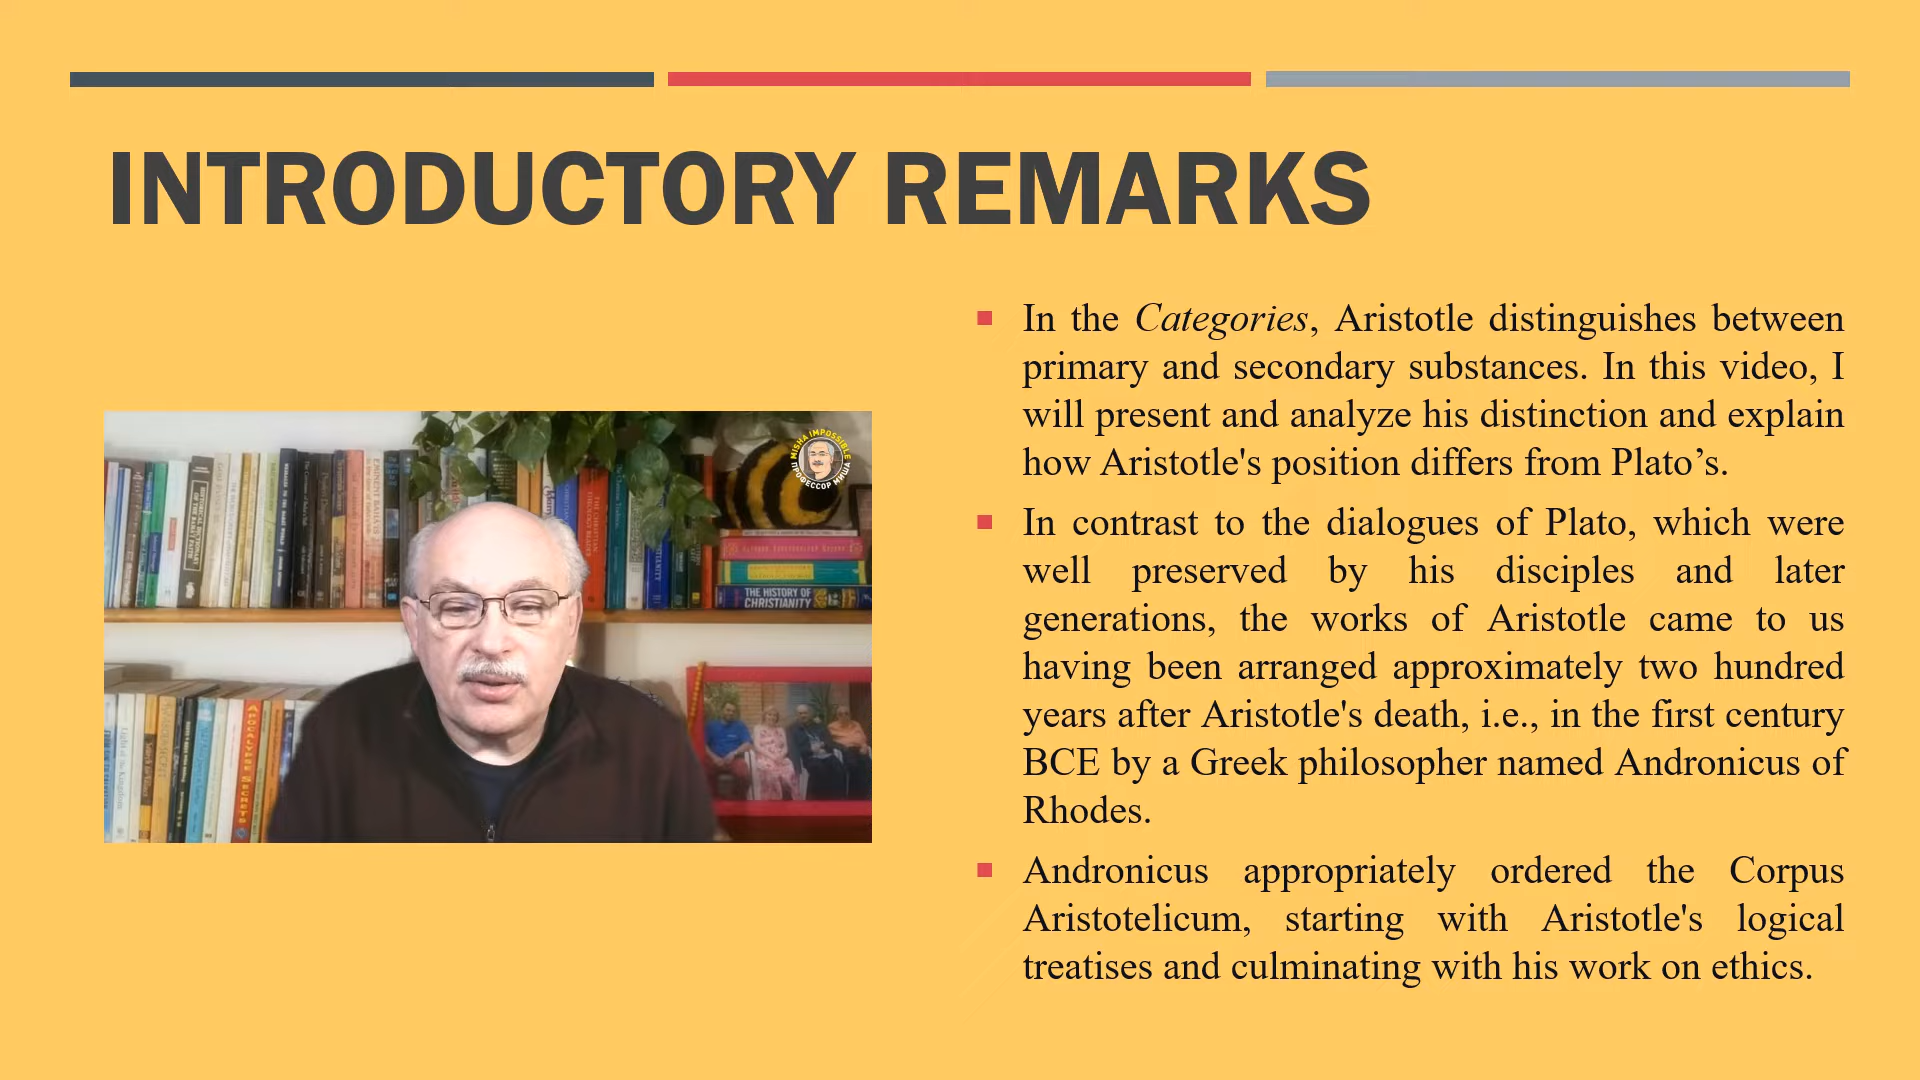 INTRODUCTORY REMARKS
In the Categories, Aristotle distinguishes between
primary and secondary substances. In this video, I
will present and analyze his distinction and explain
how Aristotle's position differs from Plato’s.
In contrast to the dialogues of Plato, which were
well preserved by his disciples and later
generations, the works of Aristotle came to us
having been arranged approximately two hundred
years after Aristotle's death, i.e., in the first century
BCE by a Greek philosopher named Andronicus of
Rhodes.
Andronicus appropriately ordered the Corpus
Aristotelicum, starting with Aristotle's logical
treatises and culminating with his work on ethics.
MISHA IMPOSSIBLE
ПРОФЕССОР МИША
THE HISTORY OF
CHRISTIANITY
APOCALYPSE SECRETS